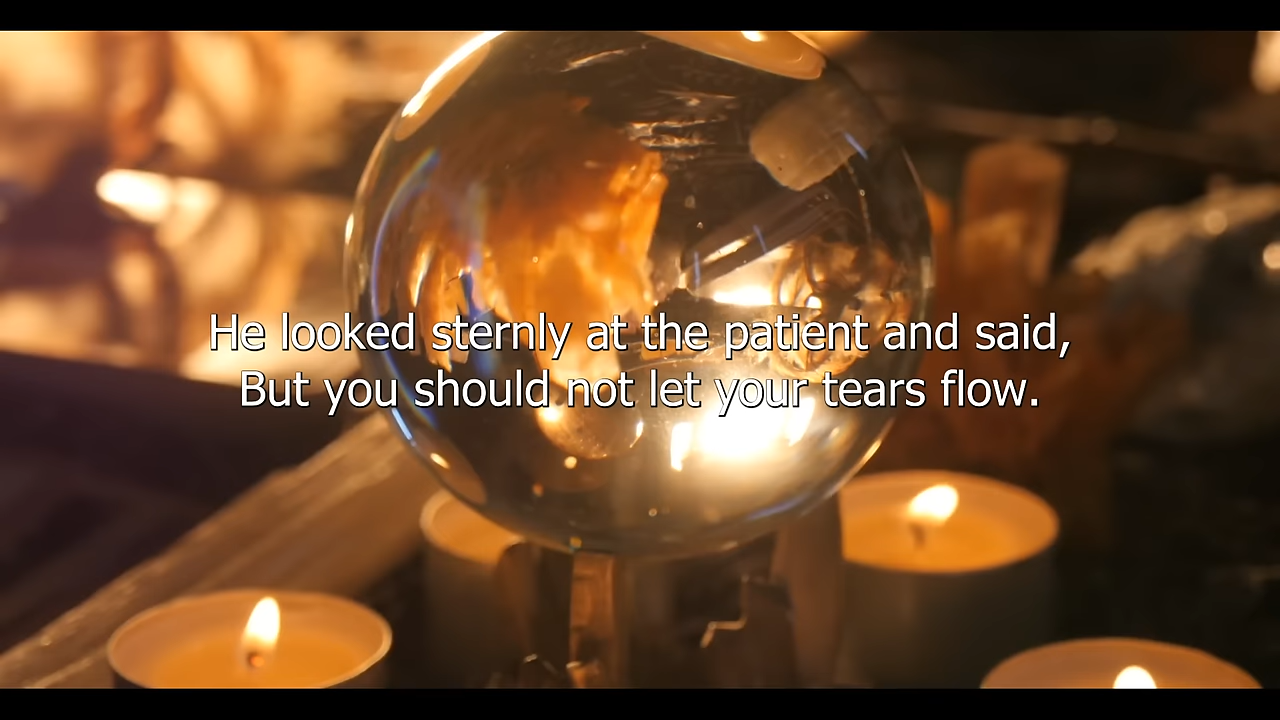 He looked sternly at the patient and said,
But you should not let your tears flow.